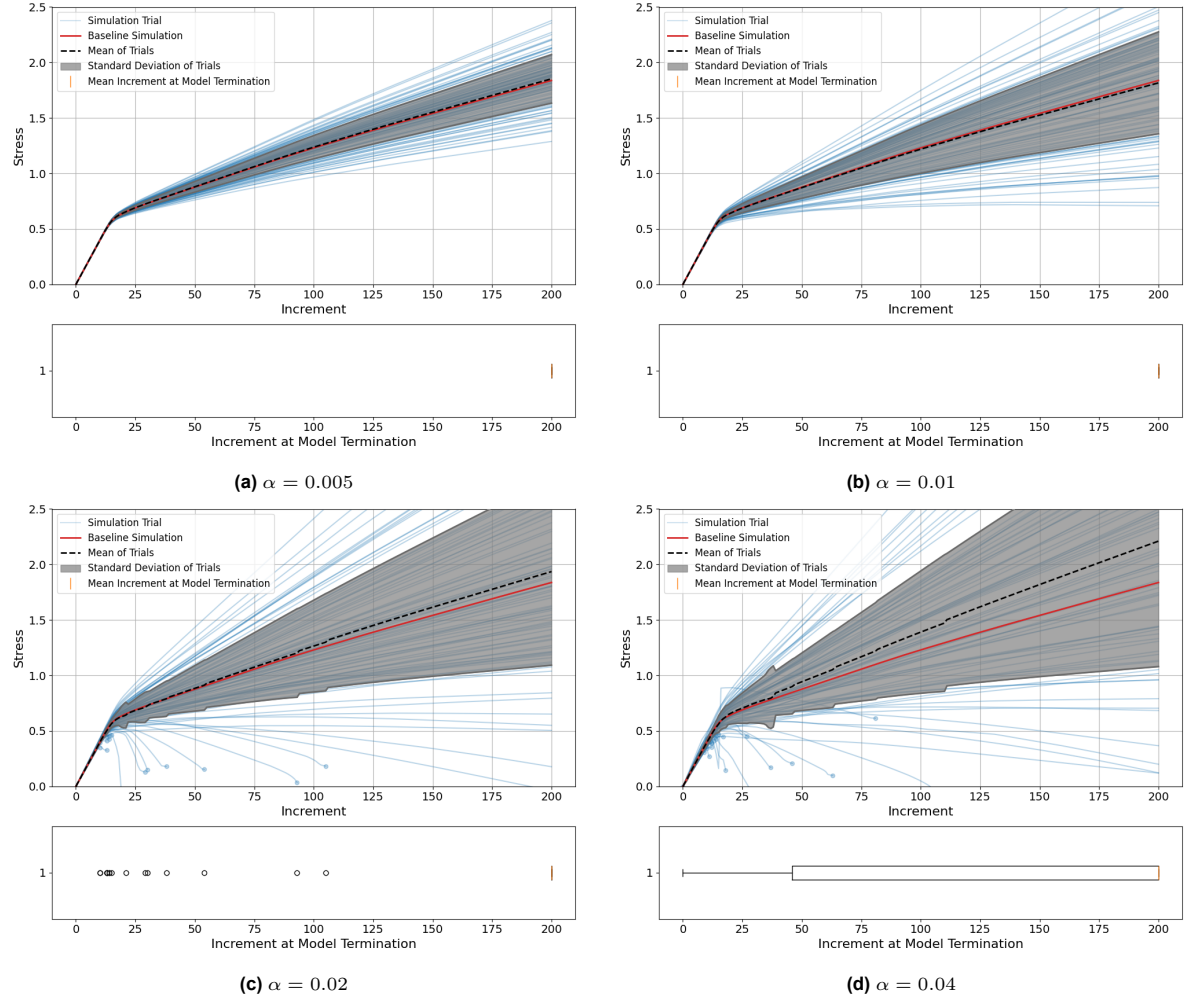 2.5
2.0
1.5
1.0
0.5
0.0
Stress
Simulation Trial
Baseline Simulation
Mean of Trials
Standard Deviation of Trials
Mean Increment at Model Termination
0 25 50 75 100 125 150 175 200
Increment
1
0 25 50 75 100 125 150 175 200
Increment at Model Termination
(a) α = 0.005
2.5
2.0
1.5
1.0
0.5
0.0
Stress
Simulation Trial
Baseline Simulation
Mean of Trials
Standard Deviation of Trials
Mean Increment at Model Termination
0 25 50 75 100 125 150 175 200
Increment
1
0 25 50 75 100 125 150 175 200
Increment at Model Termination
(b) α = 0.01
2.5
2.0
1.5
1.0
0.5
0.0
Stress
Simulation Trial
Baseline Simulation
Mean of Trials
Standard Deviation of Trials
Mean Increment at Model Termination
0 25 50 75 100 125 150 175 200
Increment
1
0 25 50 75 100 125 150 175 200
Increment at Model Termination
(c) α = 0.02
2.5
2.0
1.5
1.0
0.5
0.0
Stress
Simulation Trial
Baseline Simulation
Mean of Trials
Standard Deviation of Trials
Mean Increment at Model Termination
0 25 50 75 100 125 150 175 200
Increment
1
0 25 50 75 100 125 150 175 200
Increment at Model Termination
(d) α = 0.04